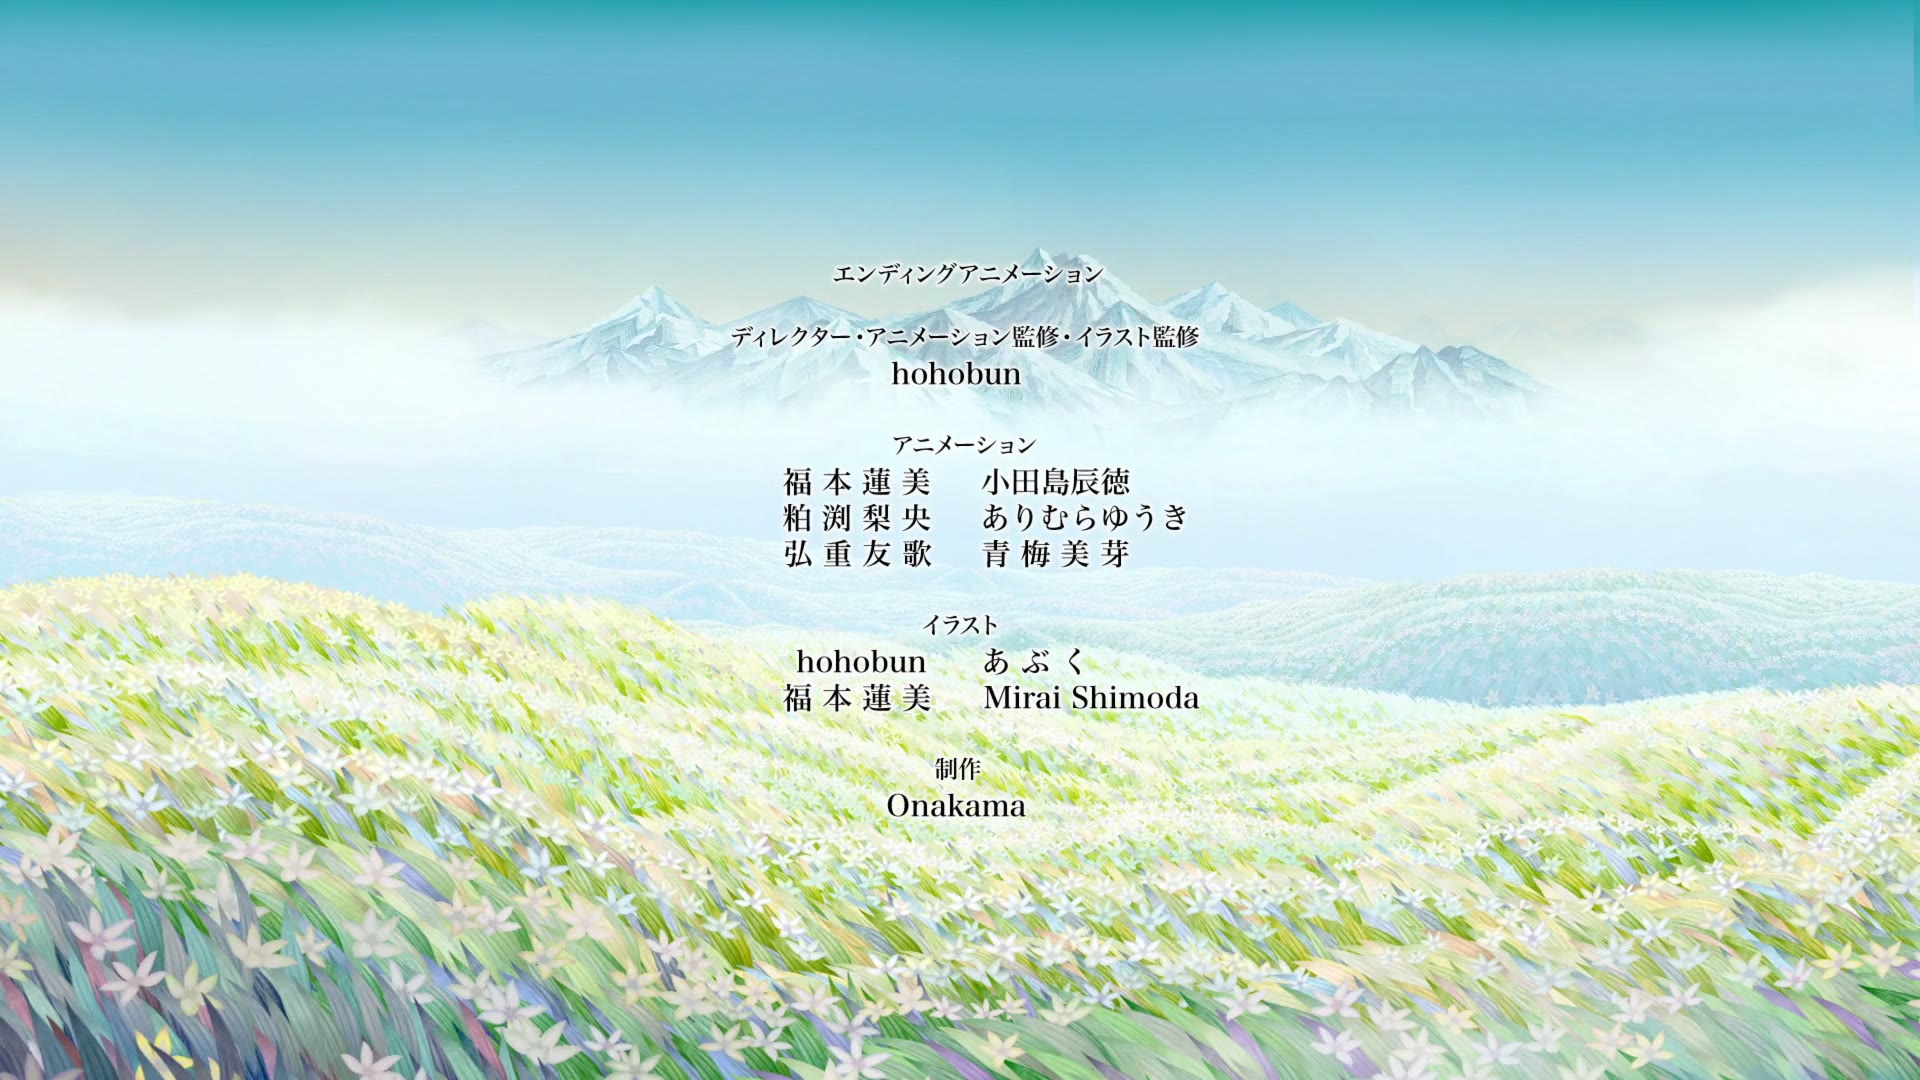 エンディングアニメーション
ディレクター・アニメーション監修・イラスト監修
hohobun
アニメーション
福本蓮美　小田島辰徳
粕渕梨央　ありむらゆうき
弘重友歌　青梅美芽
イラスト
hohobun　あぶく
福本蓮美　Mirai Shimoda
制作
Onakama